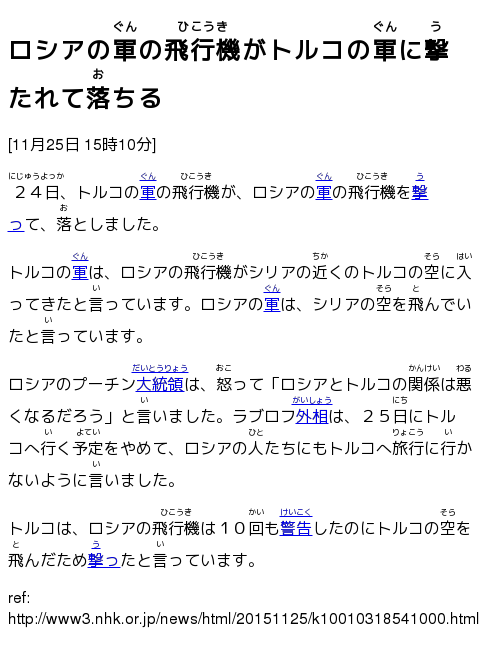 ロシアの軍の飛行機がトルコの軍に撃
たれて落ちる
[11月25日 15時10分]
２４日、トルコの軍の飛行機が、ロシアの軍の飛行機を撃
って、落としました。
トルコの軍は、ロシアの飛行機がシリアの近くのトルコの空に入
ってきたと言っています。ロシアの軍は、シリアの空を飛んでい
たと言っています。
ロシアのプーチン大統領は、怒って「ロシアとトルコの関係は悪
くなるだろう」と言いました。ラブロフ外相は、２５日にトル
コへ行く予定をやめて、ロシアの人たちにもトルコへ旅行に行か
ないように言いました。
トルコは、ロシアの飛行機は１０回も警告したのにトルコの空を
飛んだため撃ったと言っています。
ref:
http://www3.nhk.or.jp/news/html/20151125/k10010318541000.html